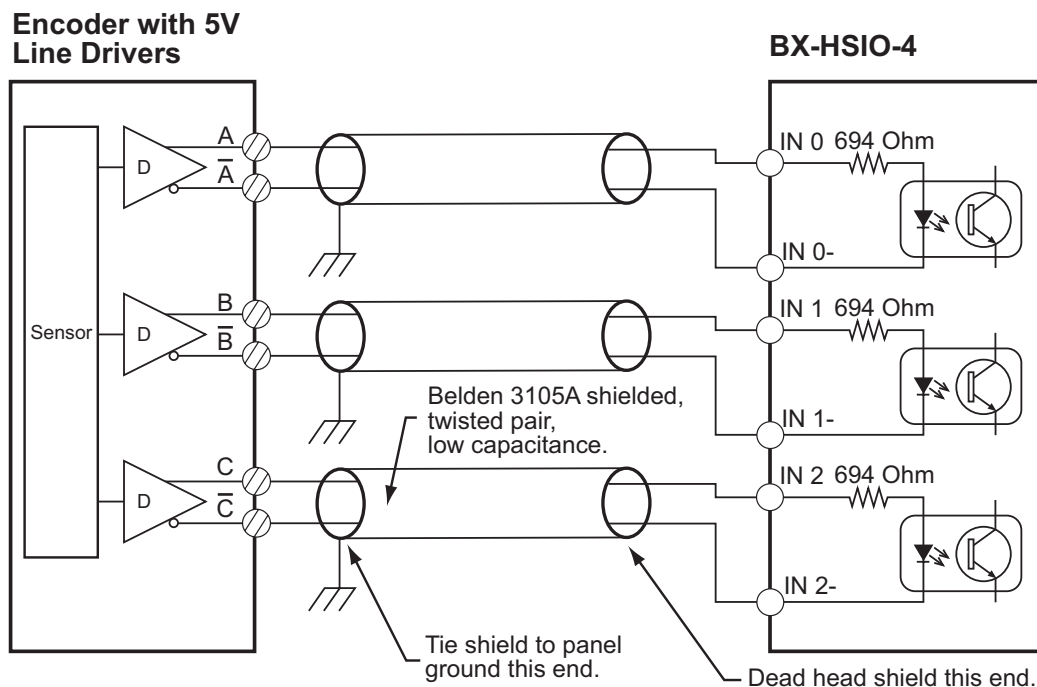 Encoder with 5V
Line Drivers
BX-HSIO-4
Sensor
D
A
A̅
IN 0 694 Ohm
IN 0-
D
B
B̅
IN 1 694 Ohm
IN 1-
Belden 3105A shielded,
twisted pair,
low capacitance.
D
C
C̅
IN 2 694 Ohm
IN 2-
Tie shield to panel
ground this end.
Dead head shield this end.